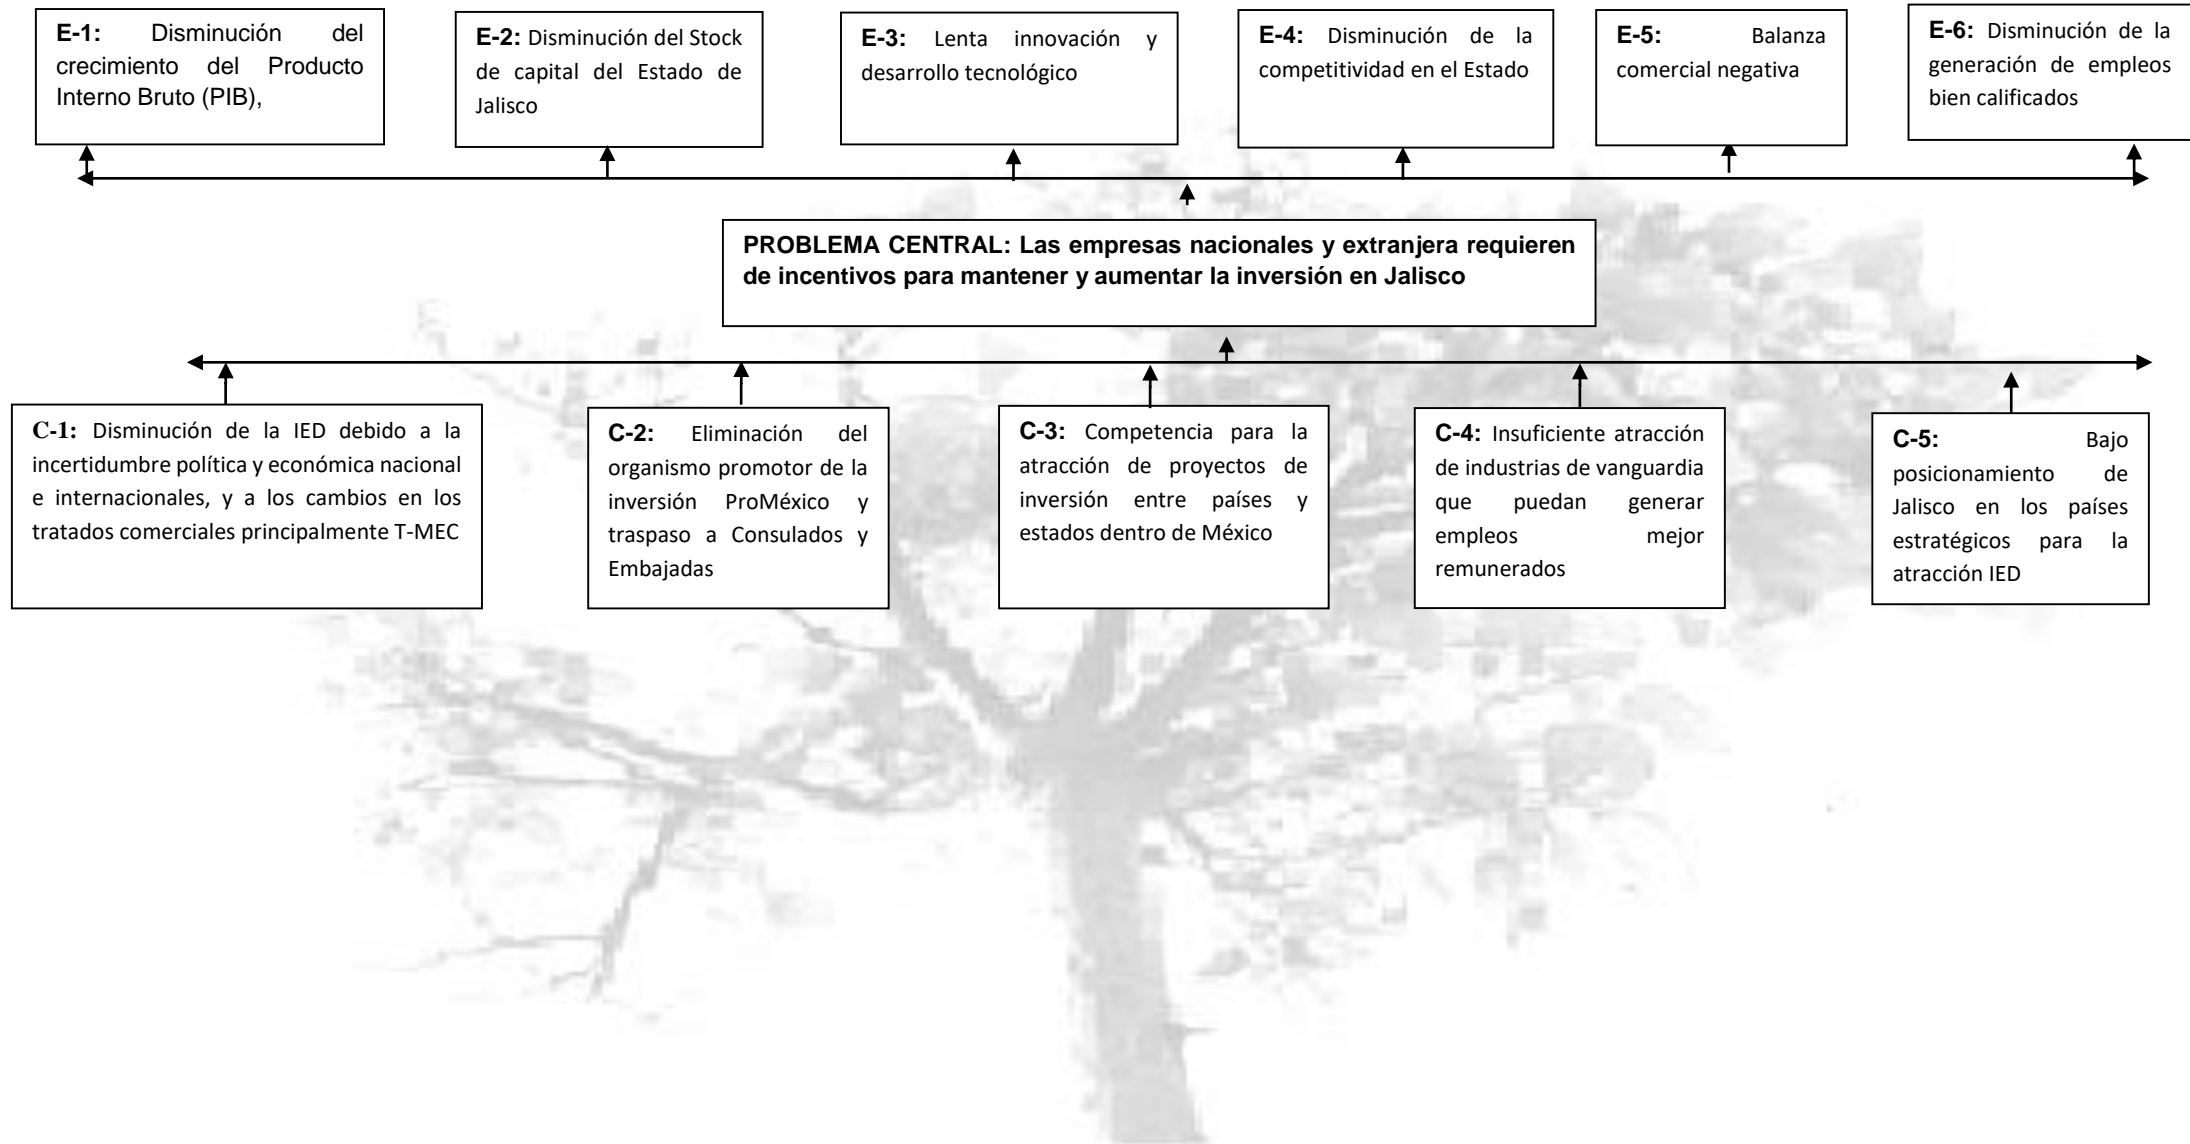 E-1: Disminución del
crecimiento del Producto
Interno Bruto (PIB),
E-2: Disminución del Stock
de capital del Estado de
Jalisco
E-3: Lenta innovación y
desarrollo tecnológico
E-4: Disminución de la
competitividad en el Estado
E-5: Balanza
comercial negativa
E-6: Disminución de la
generación de empleos
bien calificados
PROBLEMA CENTRAL: Las empresas nacionales y extranjera requieren
de incentivos para mantener y aumentar la inversión en Jalisco
C-1: Disminución de la IED debido a la
incertidumbre política y económica nacional
e internacionales, y a los cambios en los
tratados comerciales principalmente T-MEC
C-2: Eliminación del
organismo promotor de la
inversión ProMéxico y
traspaso a Consulados y
Embajadas
C-3: Competencia para la
atracción de proyectos de
inversión entre países y
estados dentro de México
C-4: Insuficiente atracción
de industrias de vanguardia
que puedan generar
empleos mejor
remunerados
C-5: Bajo
posicionamiento de
Jalisco en los países
estratégicos para la
atracción IED